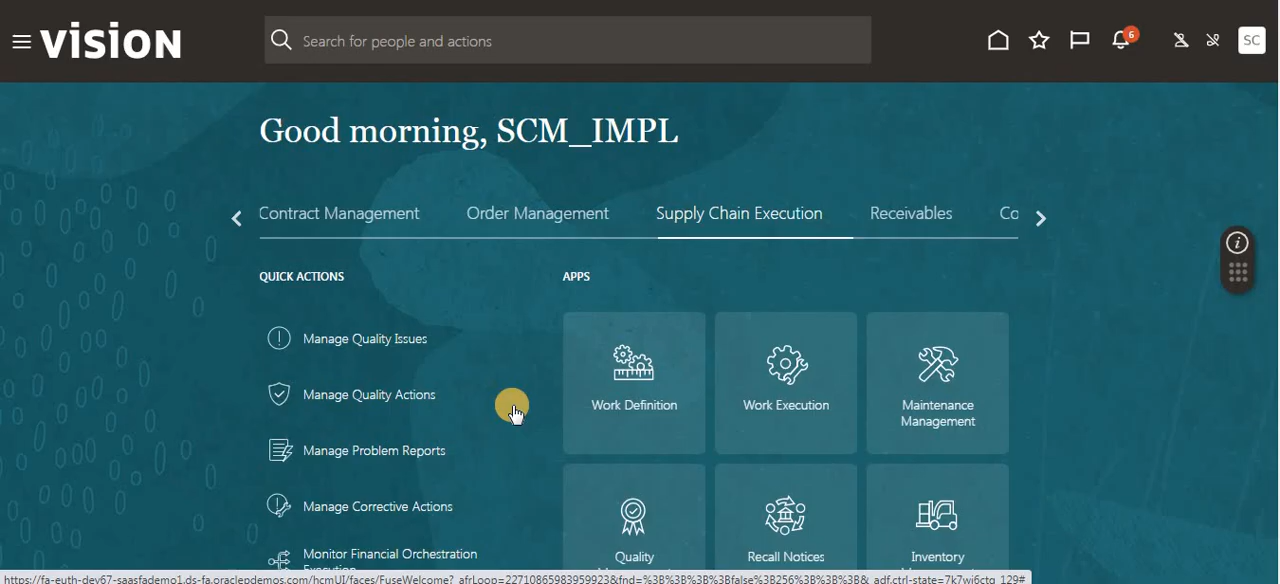 VISION
Search for people and actions
6
SC
Good morning, SCM_IMPL
Contract Management
Order Management
Supply Chain Execution
Receivables
Co
QUICK ACTIONS
APPS
Manage Quality Issues
Manage Quality Actions
Manage Problem Reports
Manage Corrective Actions
Monitor Financial Orchestration
Work Definition
Work Execution
Maintenance
Management
Quality
Recall Notices
Inventory